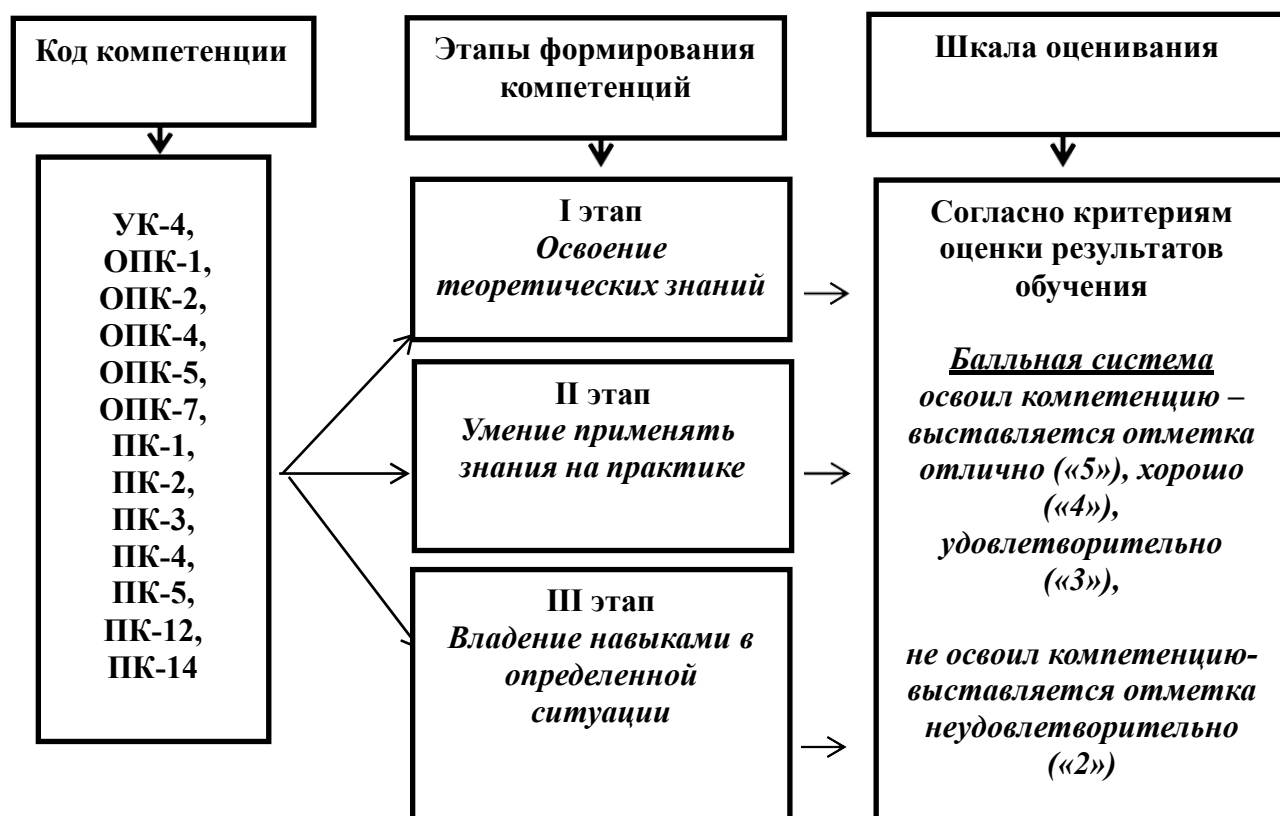 Код компетенции
Этапы формирования
компетенций
Шкала оценивания
УК-4,
ОПК-1,
ОПК-2,
ОПК-4,
ОПК-5,
ОПК-7,
ПК-1,
ПК-2,
ПК-3,
ПК-4,
ПК-5,
ПК-12,
ПК-14
I этап
Освоение
теоретических знаний
II этап
Умение применять
знания на практике
III этап
Владение навыками в
определенной
ситуации
Согласно критериям
оценки результатов
обучения
Балльная система
освоил компетенцию –
выставляется отметка
отлично («5»), хорошо
(«4»),
удовлетворительно
(«3»),
не освоил компетенцию-
выставляется отметка
неудовлетворительно
(«2»)